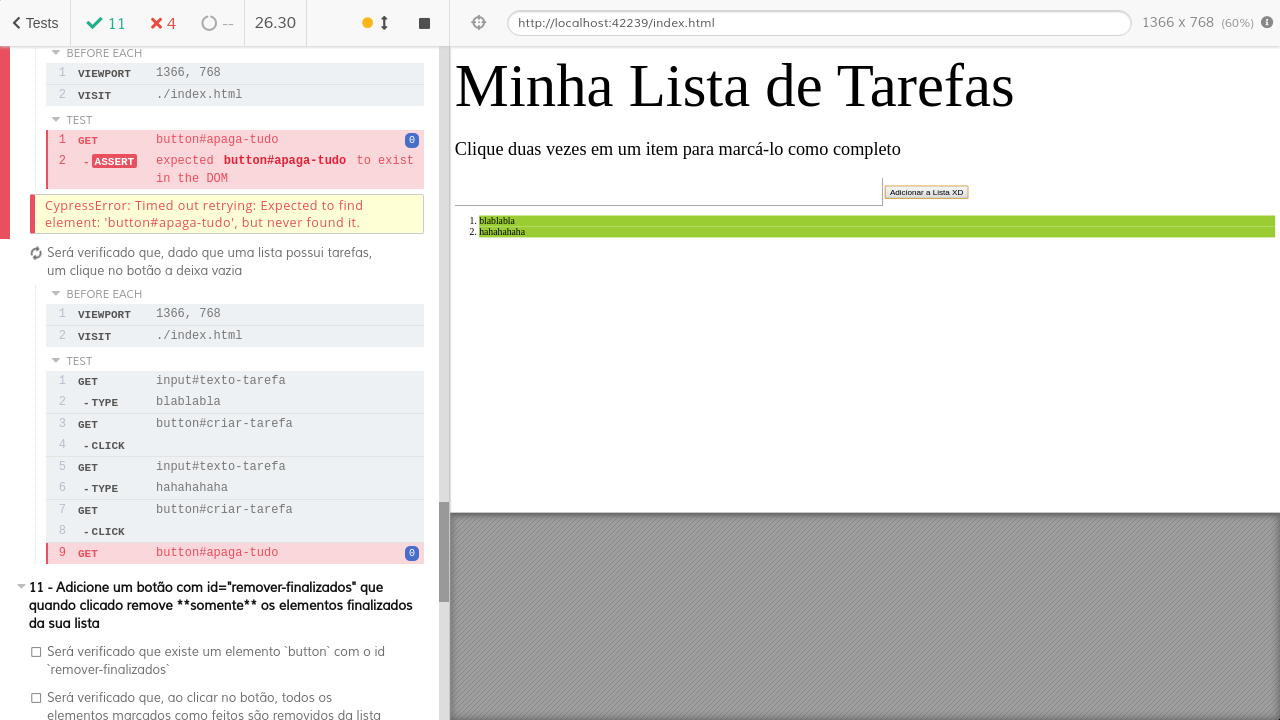 Tests 11 4 -- 26.30
http://localhost:42239/index.html 1366 x 768 (60%)
BEFORE EACH
1 VIEWPORT 1366, 768
2 VISIT ./index.html
TEST
1 GET button#apaga-tudo 0
2 -ASSERT expected button#apaga-tudo to exist
in the DOM
CypressError: Timed out retrying: Expected to find
element: 'button#apaga-tudo', but never found it.
Será verificado que, dado que uma lista possui tarefas,
um clique no botão a deixa vazia
BEFORE EACH
1 VIEWPORT 1366, 768
2 VISIT ./index.html
TEST
1 GET input#texto-tarefa
2 -TYPE blablabla
3 GET button#criar-tarefa
4 -CLICK
5 GET input#texto-tarefa
6 -TYPE hahahahaha
7 GET button#criar-tarefa
8 -CLICK
9 GET button#apaga-tudo 0
11 - Adicione um botão com id="remover-finalizados" que
quando clicado remove **somente** os elementos finalizados
da sua lista
Será verificado que existe um elemento `button` com o id
`remover-finalizados`
Será verificado que, ao clicar no botão, todos os
elementos marcados como feitos são removidos da lista
Minha Lista de Tarefas
Clique duas vezes em um item para marcá-lo como completo
Adicionar a Lista XD
1. blablabla
2. hahahahaha